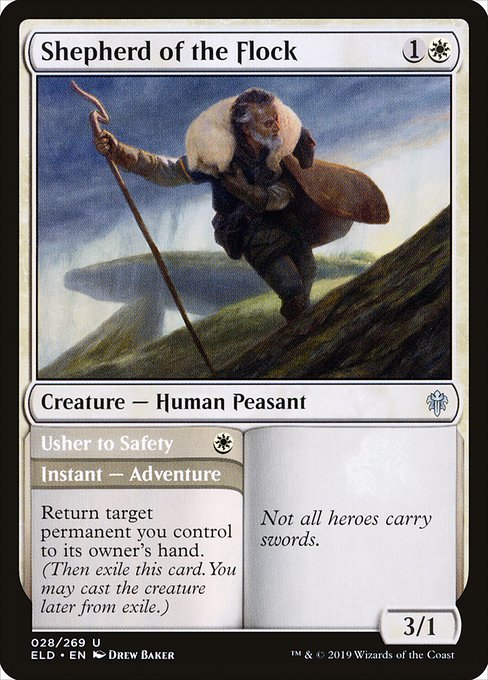 Shepherd of the Flock 1
Creature — Human Peasant
Usher to Safety
Instant — Adventure
Return target
permanent you control
to its owner's hand.
(Then exile this card. You
may cast the creature
later from exile.)
Not all heroes carry
swords.
3/1
028/269 U
ELD • EN Drew Baker
™ & © 2019 Wizards of the Coast